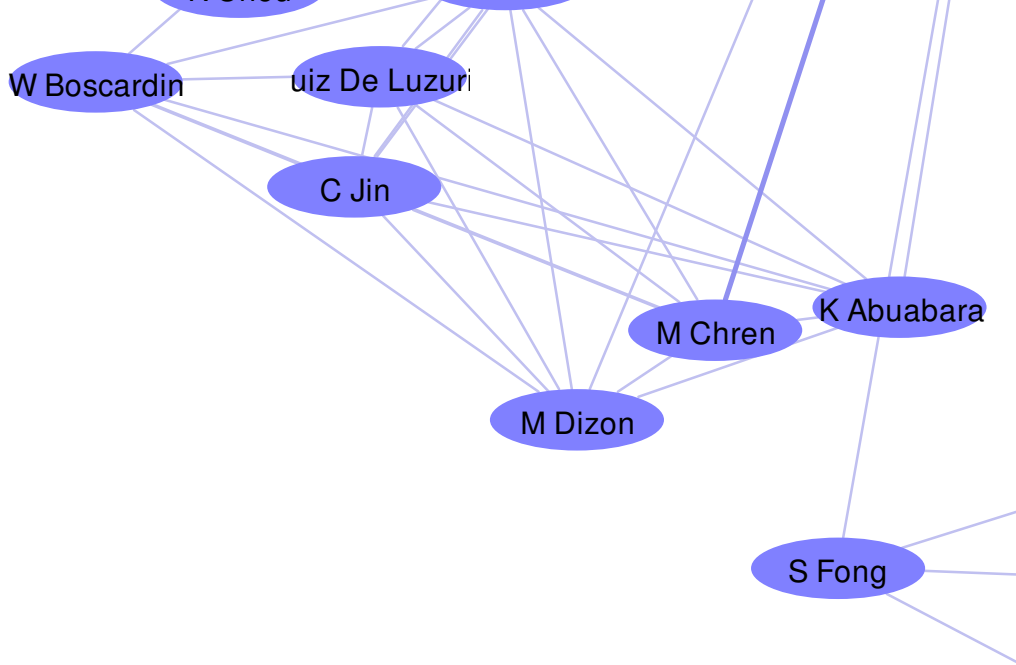 W Boscardin
uiz De Luzuri
C Jin
K Abuabara
M Chren
M Dizon
S Fong